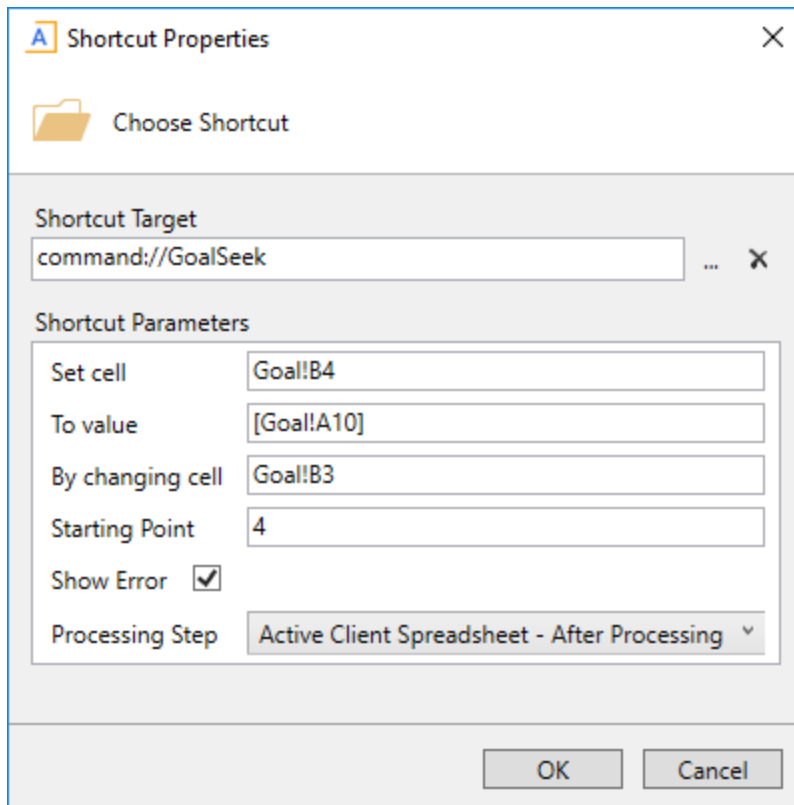 A Shortcut Properties
Choose Shortcut
Shortcut Target
command://GoalSeek ...
Shortcut Parameters
Set cell Goal!B4
To value [Goal!A10]
By changing cell Goal!B3
Starting Point 4
Show Error
Processing Step Active Client Spreadsheet - After Processing
OK Cancel